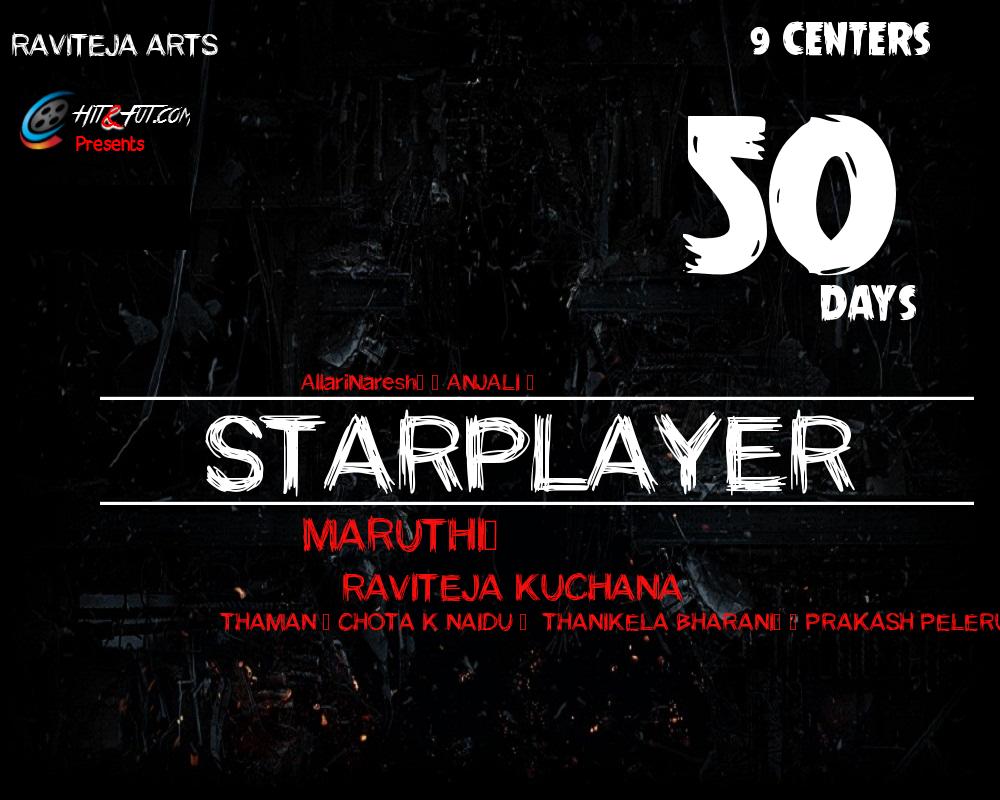 RAVITEJA ARTS
9 CENTERS
HIT&FUT.COM
Presents
50
DAYS
AllariNaresh ANJALI
STARPLAYER
MARUTHI
RAVITEJA KUCHANA
THAMAN CHOTA K NAIDU THANIKELA BHARANI ? PRAKASH PELERU